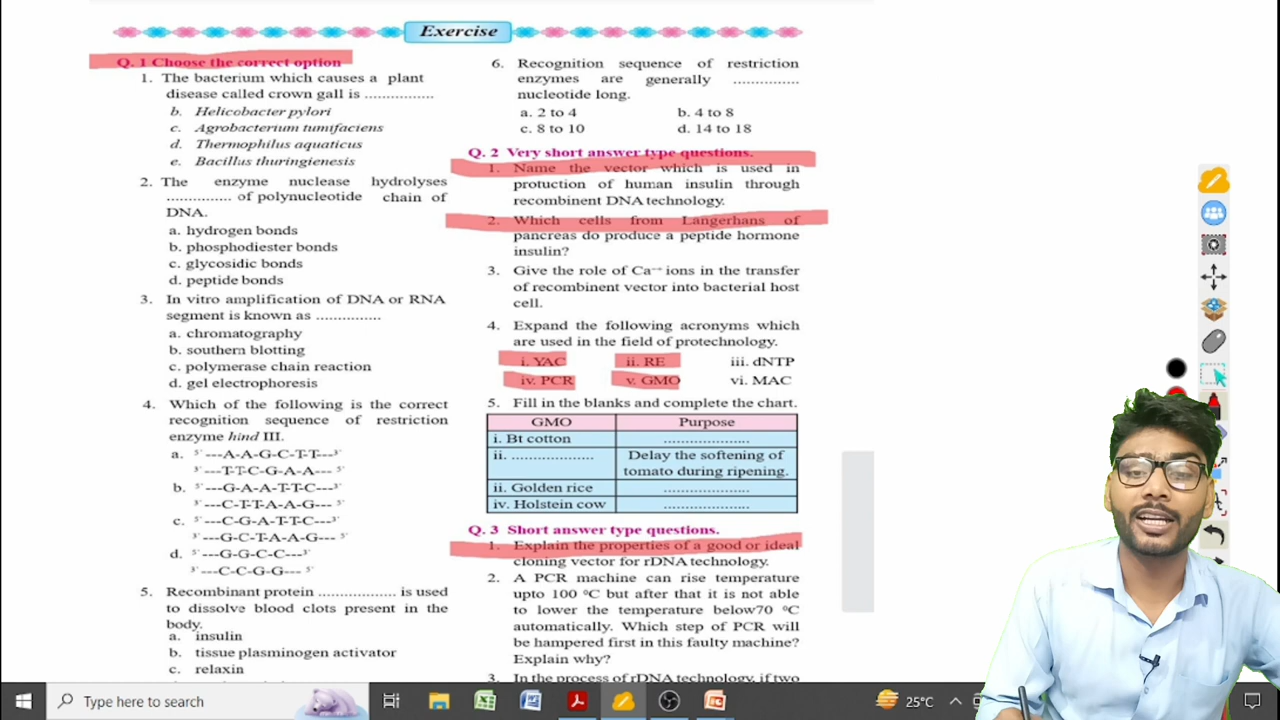 Exercise
Q. 1 Choose the correct option
1. The bacterium which causes a plant
disease called crown gall is ................
b. Helicobacter pylori
c. Agrobacterium tumifaciens
d. Thermophilus aquaticus
e. Bacillus thuringienesis
2. The enzyme nuclease hydrolyses
............... of polynucleotide chain of
DNA.
a. hydrogen bonds
b. phosphodiester bonds
c. glycosidic bonds
d. peptide bonds
3. In vitro amplification of DNA or RNA
segment is known as ...............
a. chromatography
b. southern blotting
c. polymerase chain reaction
d. gel electrophoresis
4. Which of the following is the correct
recognition sequence of restriction
enzyme hind III.
a. 5' ---A-A-G-C-T-T---3'
3' ---T-T-C-G-A-A--- 5'
b. 5' ---G-A-A-T-T-C---3'
3' ---C-T-T-A-A-G--- 5'
c. 5' ---C-G-A-T-T-C---3'
3' ---G-C-T-A-A-G--- 5'
d. 5' ---G-G-C-C---3'
3' ---C-C-G-G--- 5'
5. Recombinant protein .................. is used
to dissolve blood clots present in the
body.
a. insulin
b. tissue plasminogen activator
c. relaxin
6. Recognition sequence of restriction
enzymes are generally ...............
nucleotide long.
a. 2 to 4 b. 4 to 8
c. 8 to 10 d. 14 to 18
Q. 2 Very short answer type questions.
1. Name the vector which is used in
protuction of human insulin through
recombinent DNA technology.
2. Which cells from Langerhans of
pancreas do produce a peptide hormone
insulin?
3. Give the role of Ca++ ions in the transfer
of recombinent vector into bacterial host
cell.
4. Expand the following acronyms which
are used in the field of protechnology.
i. YAC ii. RE iii. dNTP
iv. PCR v. GMO vi. MAC
5. Fill in the blanks and complete the chart.
GMO Purpose
i. Bt cotton ....................
ii. ................... Delay the softening of
tomato during ripening.
ii. Golden rice ....................
iv. Holstein cow ....................
Q. 3 Short answer type questions.
1. Explain the properties of a good or ideal
cloning vector for rDNA technology.
2. A PCR machine can rise temperature
upto 100 °C but after that it is not able
to lower the temperature below70 °C
automatically. Which step of PCR will
be hampered first in this faulty machine?
Explain why?
3. In the process of rDNA technology, if two
Type here to search
25°C